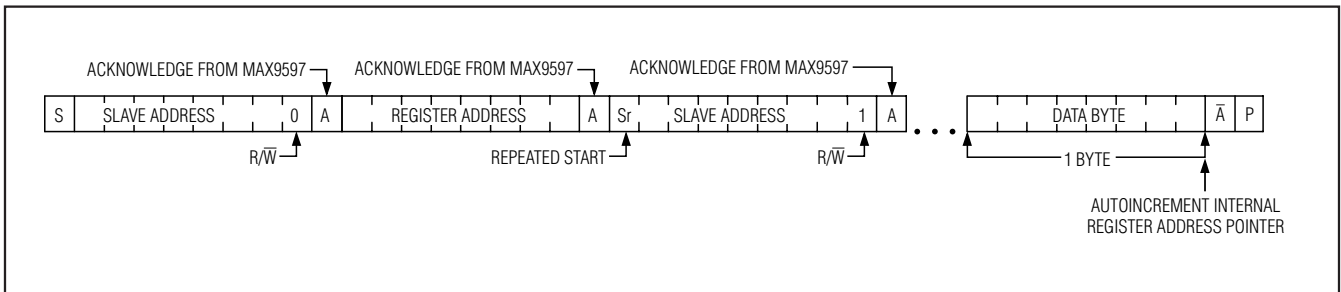 ACKNOWLEDGE FROM MAX9597 ACKNOWLEDGE FROM MAX9597 ACKNOWLEDGE FROM MAX9597
S SLAVE ADDRESS 0 A REGISTER ADDRESS A Sr SLAVE ADDRESS 1 A ••• DATA BYTE A̅ P
R/W̅ REPEATED START R/W̅ 1 BYTE
AUTOINCREMENT INTERNAL
REGISTER ADDRESS POINTER